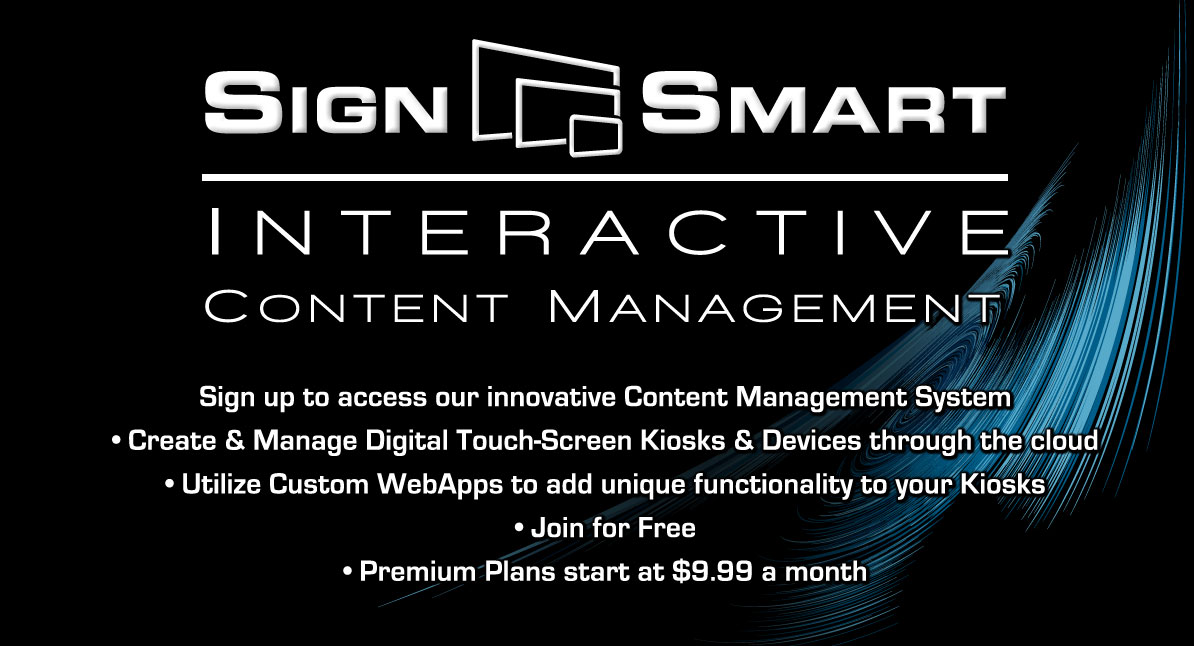 SIGN SMART
INTERACTIVE
CONTENT MANAGEMENT
Sign up to access our innovative Content Management System
• Create & Manage Digital Touch-Screen Kiosks & Devices through the cloud
• Utilize Custom WebApps to add unique functionality to your Kiosks
• Join for Free
• Premium Plans start at $9.99 a month